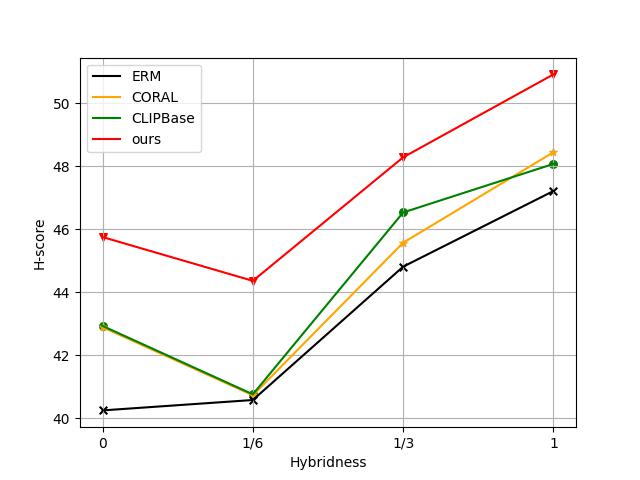 ERM
CORAL
CLIPBase
ours
50
48
46
44
42
40
H-score
0 1/6 1/3 1
Hybridness